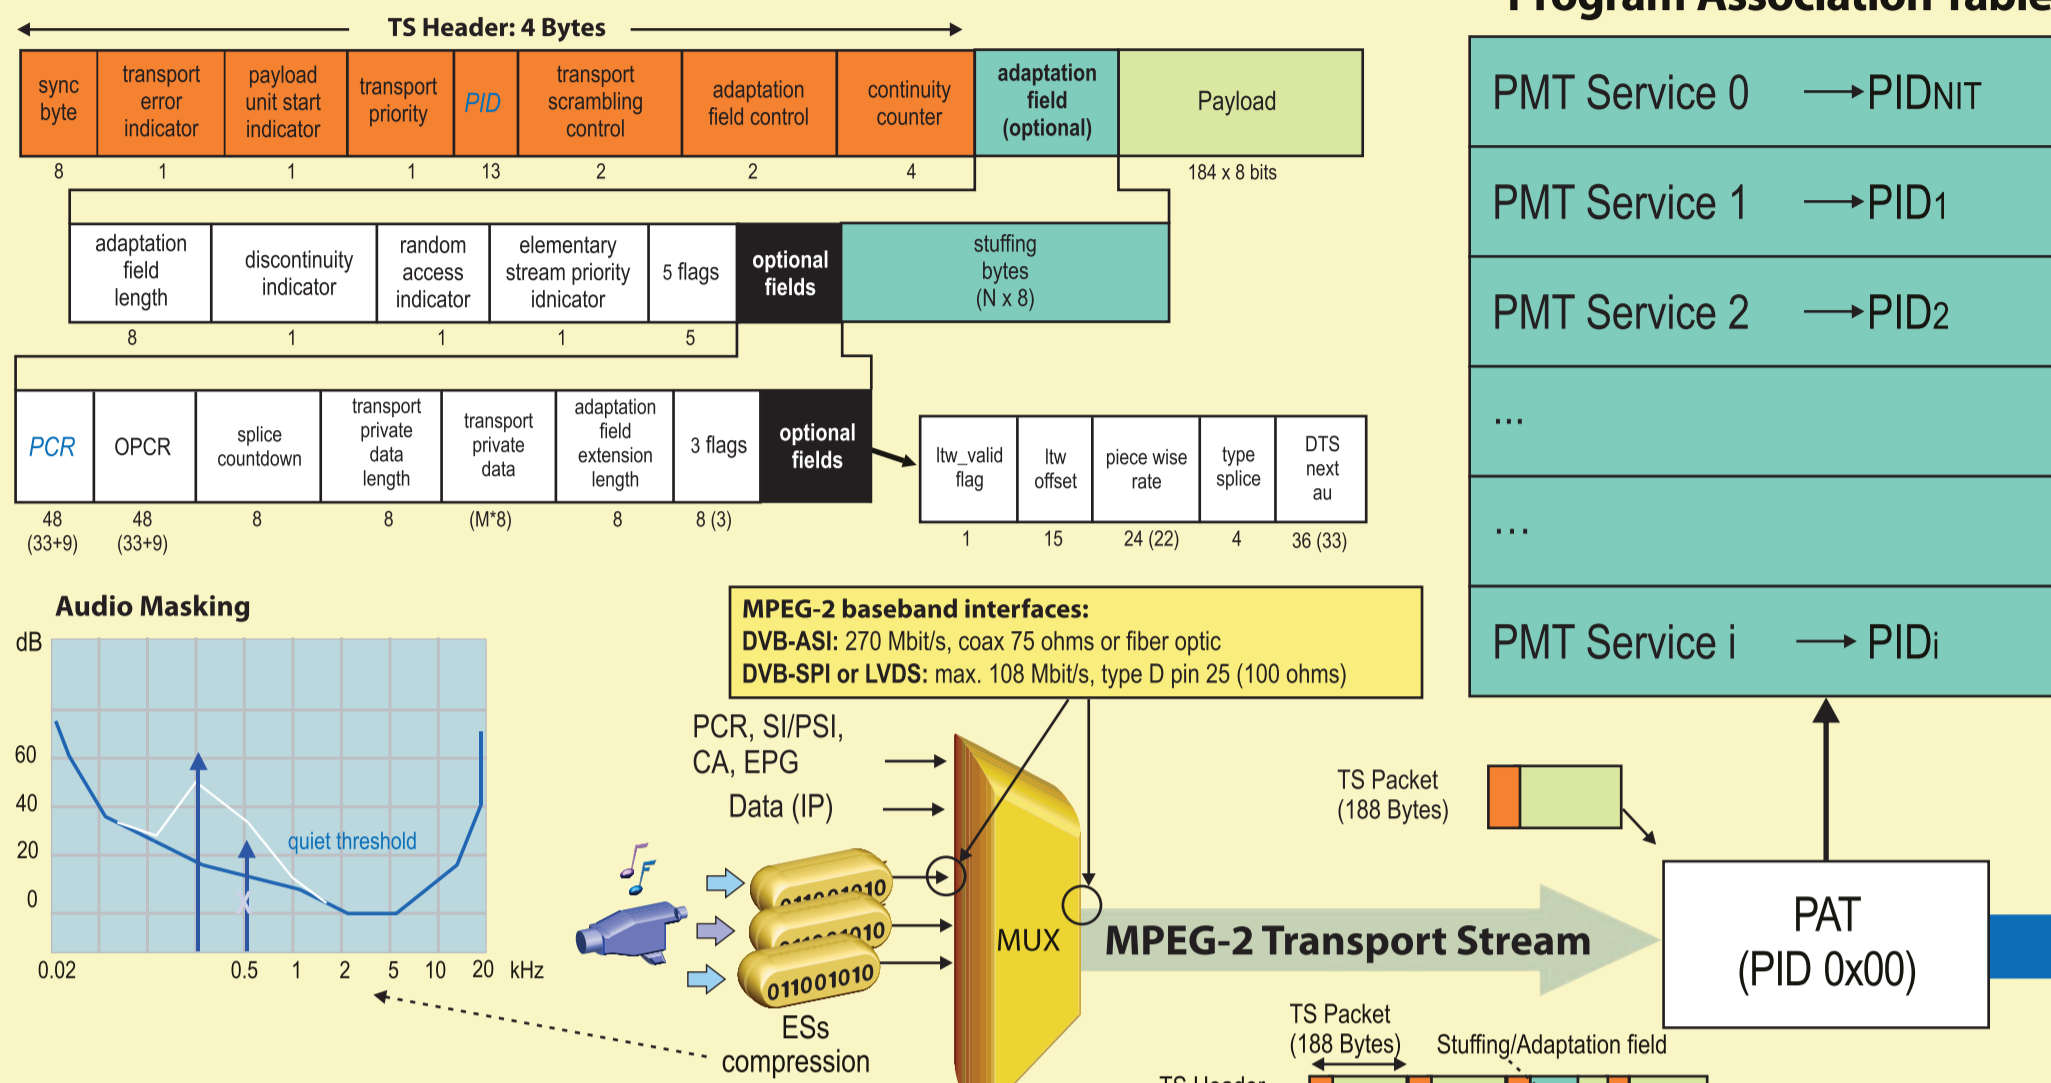 TS Header: 4 Bytes
sync
byte
transport
error
indicator
payload
unit start
indicator
transport
priority
PID
transport
scrambling
control
adaptation
field control
continuity
counter
adaptation
field
(optional)
Payload
8 1 1 1 13 2 2 4 184 x 8 bits
adaptation
field
length
discontinuity
indicator
random
access
indicator
elementary
stream priority
idnicator
5 flags
optional
fields
stuffing
bytes
(N x 8)
8 1 1 1 5
PCR
OPCR
splice
countdown
transport
private
data
length
transport
private
data
adaptation
field
extension
length
3 flags
optional
fields
48
(33+9)
48
(33+9)
8
8
(M*8)
8
8 (3)
ltw_valid
flag
ltw
offset
piece wise
rate
type
splice
DTS
next
au
1 15 24 (22) 4 36 (33)
Program Association Table
PMT Service 0 PIDNIT
PMT Service 1 PID1
PMT Service 2 PID2
...
...
PMT Service i PIDi
Audio Masking
dB
60
40
20
0
quiet threshold
0.02 0.5 1 2 5 10 20 kHz
MPEG-2 baseband interfaces:
DVB-ASI: 270 Mbit/s, coax 75 ohms or fiber optic
DVB-SPI or LVDS: max. 108 Mbit/s, type D pin 25 (100 ohms)
PCR, SI/PSI,
CA, EPG
Data (IP)
011001010
011001010
011001010
ESs
compression
MUX
MPEG-2 Transport Stream
TS Packet
(188 Bytes)
PAT
(PID 0x00)
TS Packet
(188 Bytes)
Stuffing/Adaptation field
TS Header